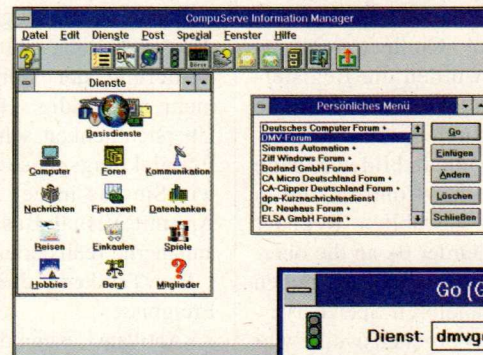 CompuServe Information Manager
Datei Edit Dienste Post Spezial Fenster Hilfe
Dienste
Basisdienste
Computer Foren Kommunikation
Nachrichten Finanzwelt Datenbanken
Reisen Einkaufen Spiele
Hobbies Beruf Mitglieder
Persönliches Menü
Deutsches Computer Forum +
DMV-Forum
Siemens Automation +
Ziff Windows Forum +
Borland GmbH Forum +
CA Micro Deutschland Forum +
CA-Clipper Deutschland Forum +
dpa-Kurznachrichtendienst
Dr. Neuhaus Forum +
ELSA GmbH Forum +
Go
Einfügen
Ändern
Löschen
Schließen
Go (G
Dienst: dmvg